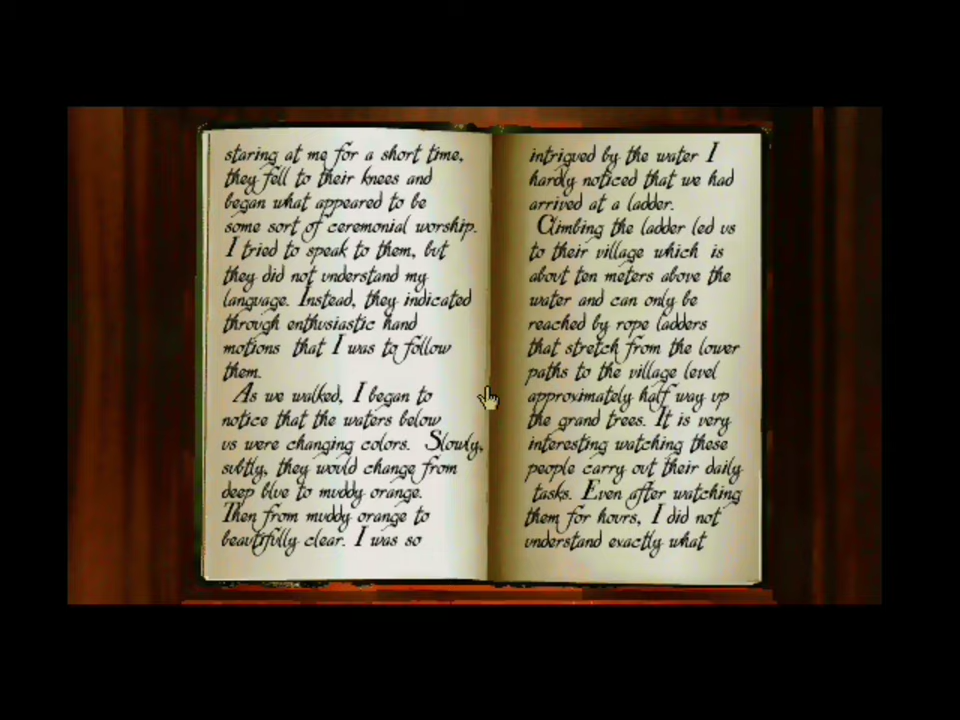 staring at me for a short time,
they fell to their knees and
began what appeared to be
some sort of ceremonial worship.
I tried to speak to them, but
they did not understand my
language. Instead, they indicated
through enthusiastic hand
motions that I was to follow
them.
As we walked, I began to
notice that the waters below
us were changing colors. Slowly,
subtly, they would change from
deep blue to muddy orange.
Then from muddy orange to
beautifully clear. I was so
intrigued by the water I
hardly noticed that we had
arrived at a ladder.
Climbing the ladder led us
to their village which is
about ten meters above the
water and can only be
reached by rope ladders
that stretch from the lower
paths to the village level
approximately half way up
the grand trees. It is very
interesting watching these
people carry out their daily
tasks. Even after watching
them for hours, I did not
understand exactly what